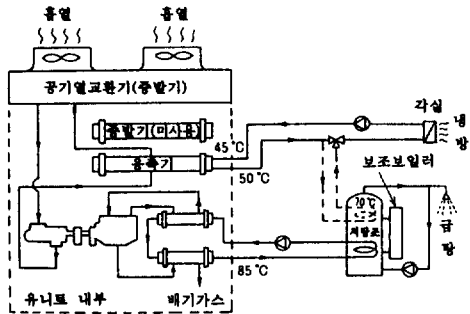 흡열
흡열
공기열교환기(증발기)
증발기(미사용)
응축기
45℃
50℃
각실
냉
방
보조보일러
70℃
저탕조
급
탕
85℃
유니트 내부
배기가스